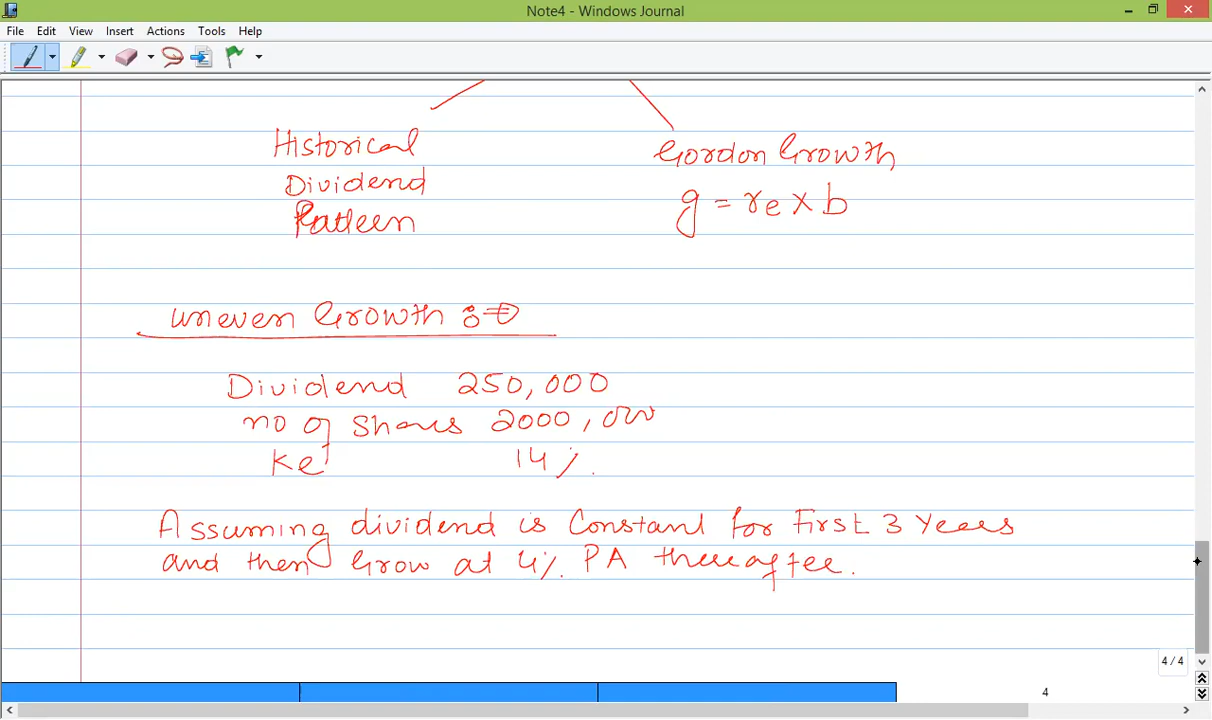 Note4 - Windows Journal
File Edit View Insert Actions Tools Help
Historical
Dividend
Pattern
Gordon Growth
g = re × b
uneven Growth :⇒
Dividend 250,000
no of Shares 2000,000
Ke 14%.
Assuming dividend is Constant for First 3 Years
and then Grow at 4%. PA thereafter.
4 / 4
4